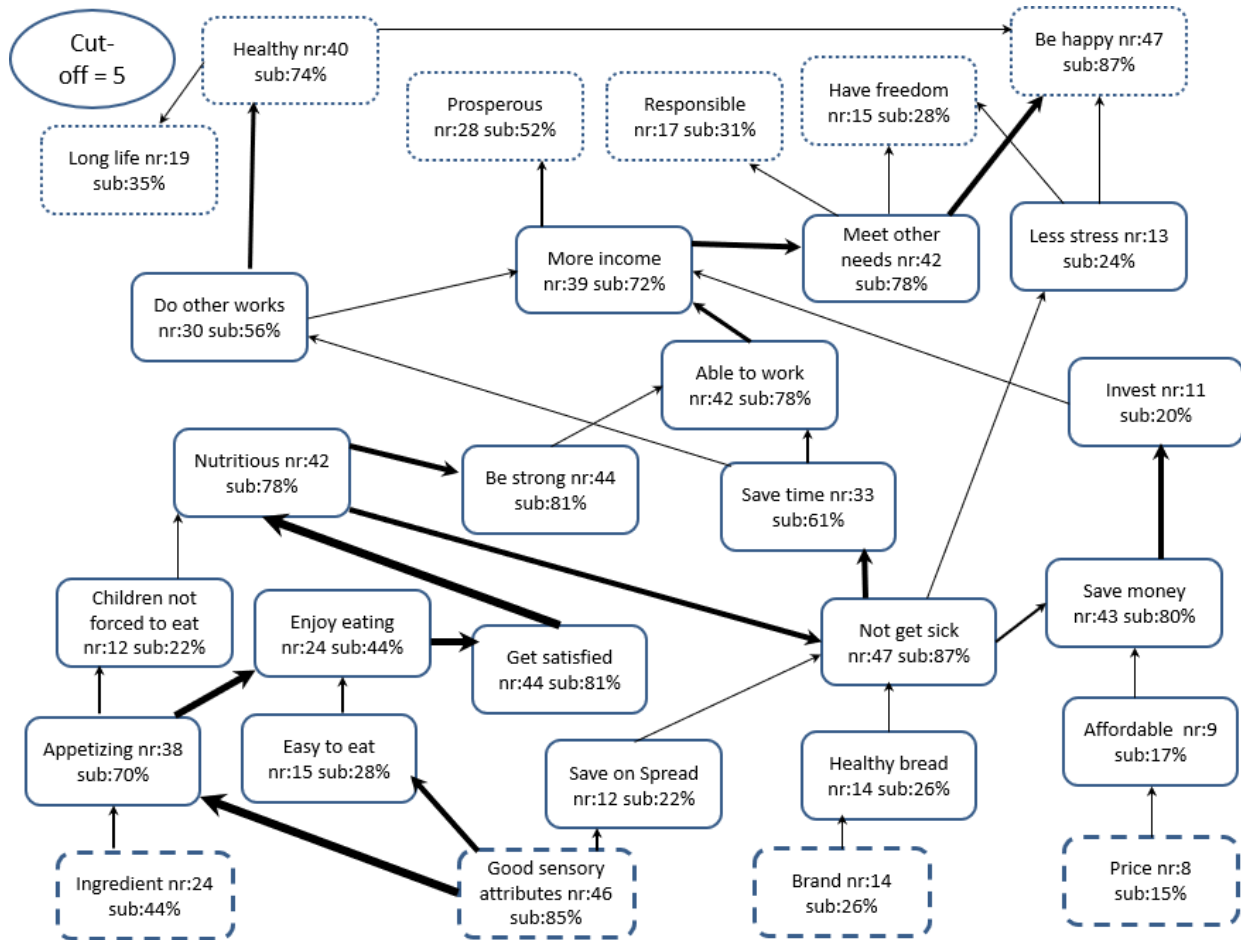 Cut-
off = 5
Healthy nr:40
sub:74%
Be happy nr:47
sub:87%
Prosperous
nr:28 sub:52%
Responsible
nr:17 sub:31%
Have freedom
nr:15 sub:28%
Long life nr:19
sub:35%
More income
nr:39 sub:72%
Meet other
needs nr:42
sub:78%
Less stress nr:13
sub:24%
Do other works
nr:30 sub:56%
Able to work
nr:42 sub:78%
Invest nr:11
sub:20%
Nutritious nr:42
sub:78%
Be strong nr:44
sub:81%
Save time nr:33
sub:61%
Children not
forced to eat
nr:12 sub:22%
Enjoy eating
nr:24 sub:44%
Get satisfied
nr:44 sub:81%
Not get sick
nr:47 sub:87%
Save money
nr:43 sub:80%
Appetizing nr:38
sub:70%
Easy to eat
nr:15 sub:28%
Save on Spread
nr:12 sub:22%
Healthy bread
nr:14 sub:26%
Affordable nr:9
sub:17%
Ingredient nr:24
sub:44%
Good sensory
attributes nr:46
sub:85%
Brand nr:14
sub:26%
Price nr:8
sub:15%